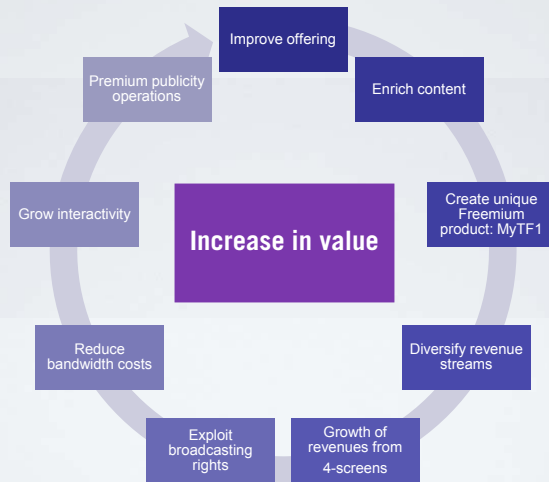 Improve offering
Enrich content
Create unique
Freemium
product: MyTF1
Diversify revenue
streams
Growth of
revenues from
4-screens
Exploit
broadcasting
rights
Reduce
bandwidth costs
Grow interactivity
Premium publicity
operations
Increase in value